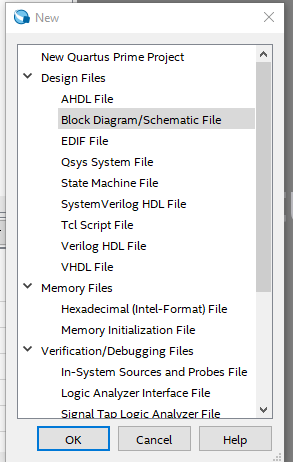 New
New Quartus Prime Project
Design Files
AHDL File
Block Diagram/Schematic File
EDIF File
Qsys System File
State Machine File
SystemVerilog HDL File
Tcl Script File
Verilog HDL File
VHDL File
Memory Files
Hexadecimal (Intel-Format) File
Memory Initialization File
Verification/Debugging Files
In-System Sources and Probes File
Logic Analyzer Interface File
Signal Tap Logic Analyzer File
OK Cancel Help